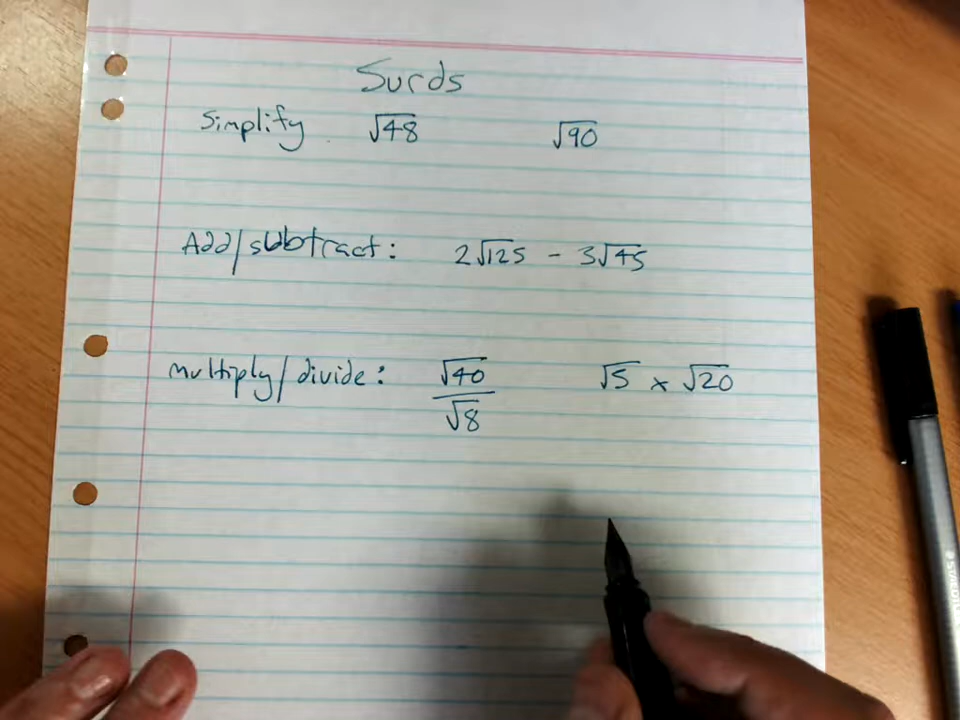 Surds
Simplify √48 √90
Add/subtract: 2√125 - 3√45
multiply/divide: √40/√8 √5 × √20